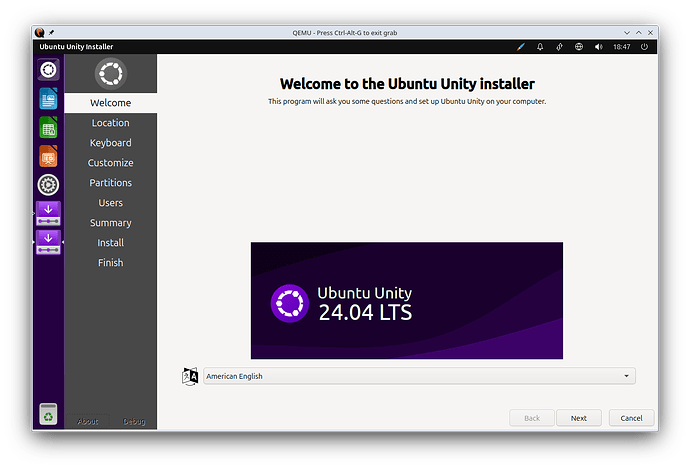 QEMU - Press Ctrl-Alt-G to exit grab
Ubuntu Unity Installer
18:47
Welcome
Location
Keyboard
Customize
Partitions
Users
Summary
Install
Finish
About
Debug
Welcome to the Ubuntu Unity installer
This program will ask you some questions and set up Ubuntu Unity on your computer.
Ubuntu Unity
24.04 LTS
American English
Back
Next
Cancel